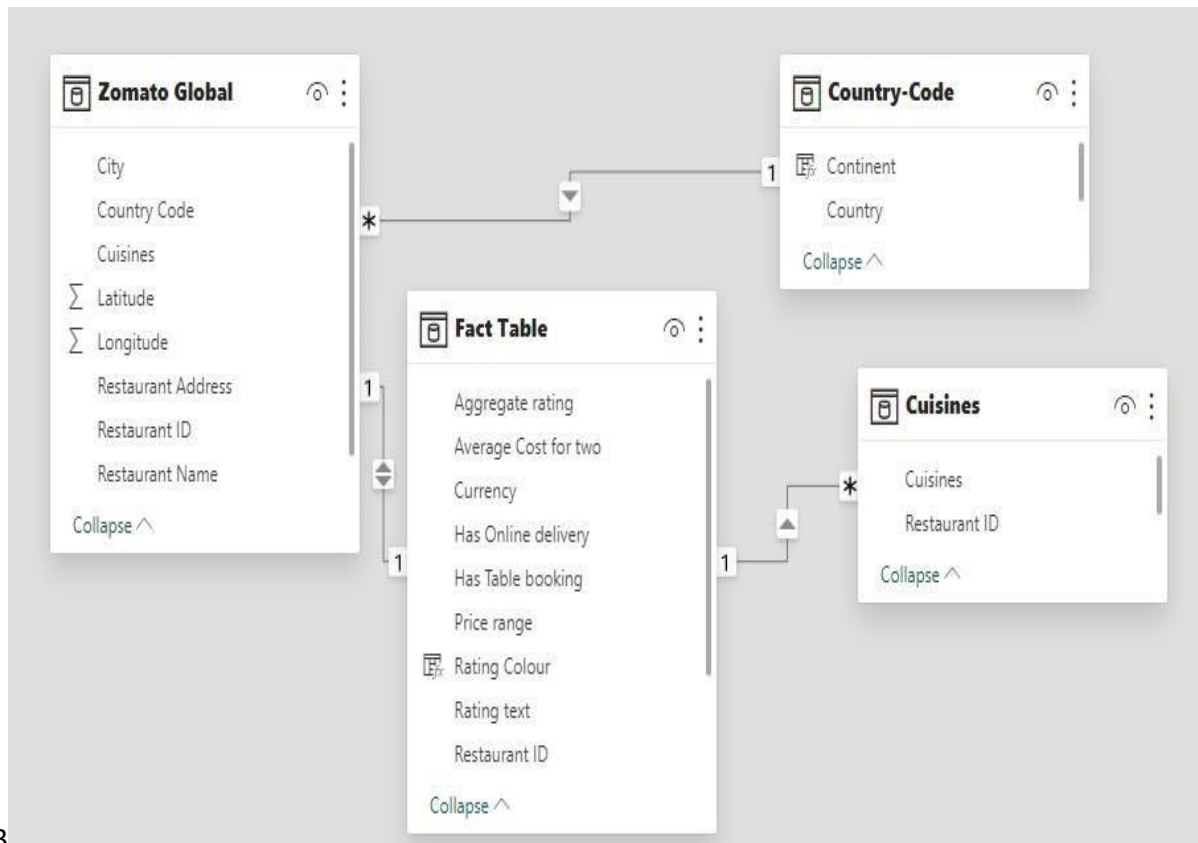 Zomato Global
City
Country Code
Cuisines
Latitude
Longitude
Restaurant Address
Restaurant ID
Restaurant Name
Collapse
*
1
Country-Code
1
Continent
Country
Collapse
Fact Table
Aggregate rating
Average Cost for two
Currency
Has Online delivery
Has Table booking
Price range
Rating Colour
Rating text
Restaurant ID
Collapse
1
1
Cuisines
*
Cuisines
Restaurant ID
Collapse